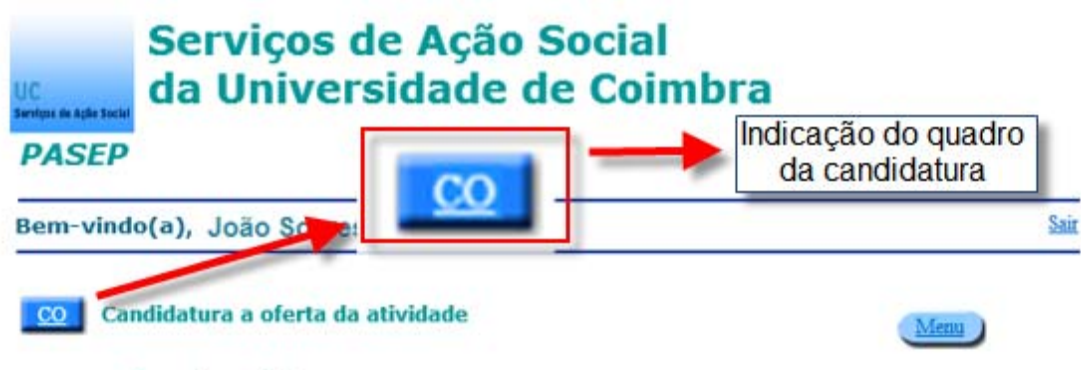 Serviços de Ação Social
da Universidade de Coimbra
UC
Serviços de Ação Social
PASEP
CO
Indicação do quadro
da candidatura
Bem-vindo(a), João
Sair
CO Candidatura a oferta da atividade
Menu